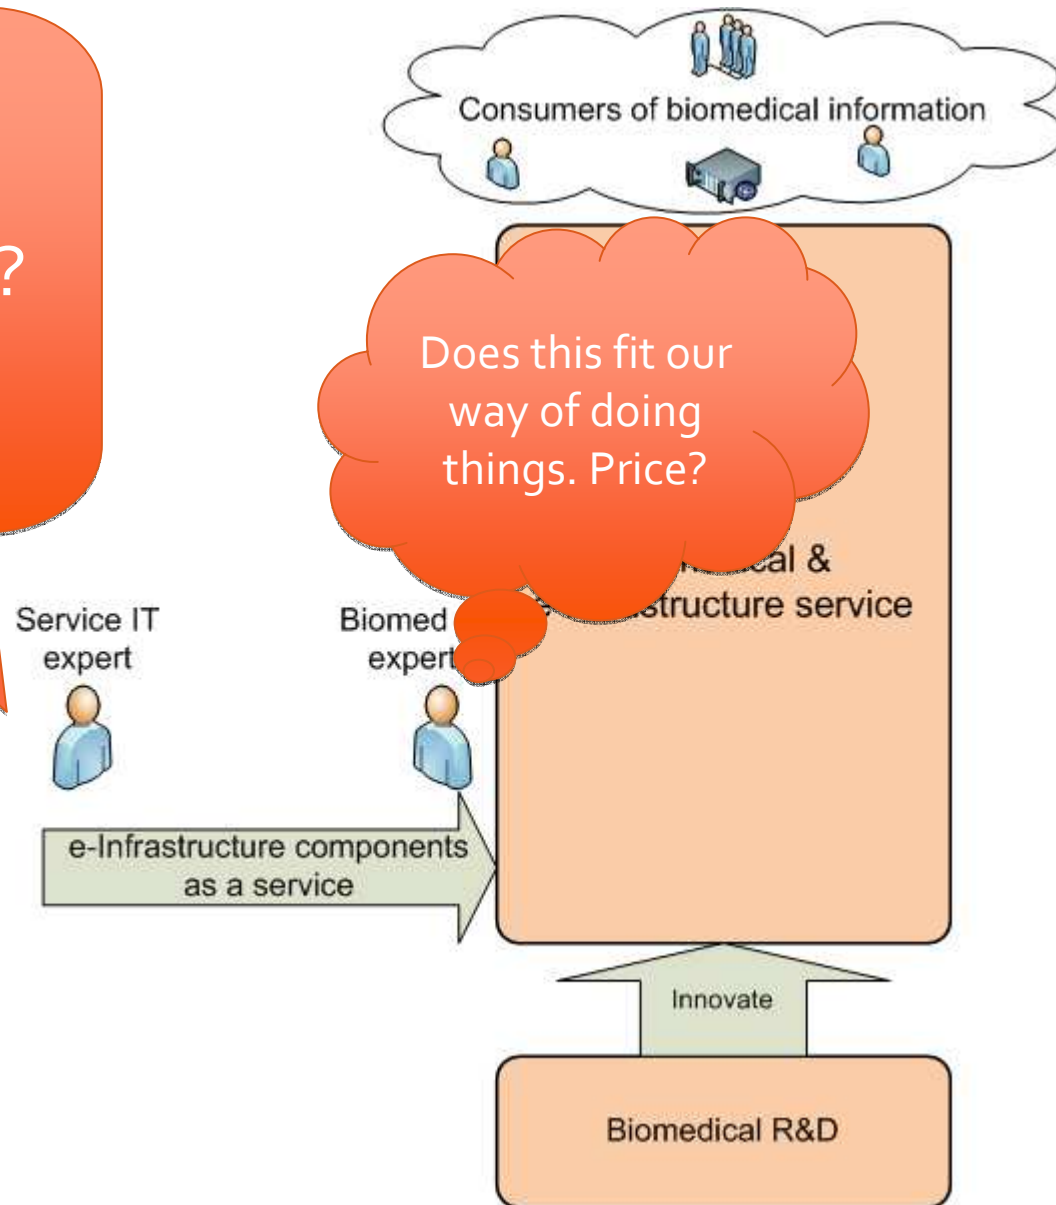 Consumers of biomedical information
?
Does this fit our
way of doing
things. Price?
&
service
Service IT
expert
Biomed
expert
e-Infrastructure components
as a service
Innovate
Biomedical R&D